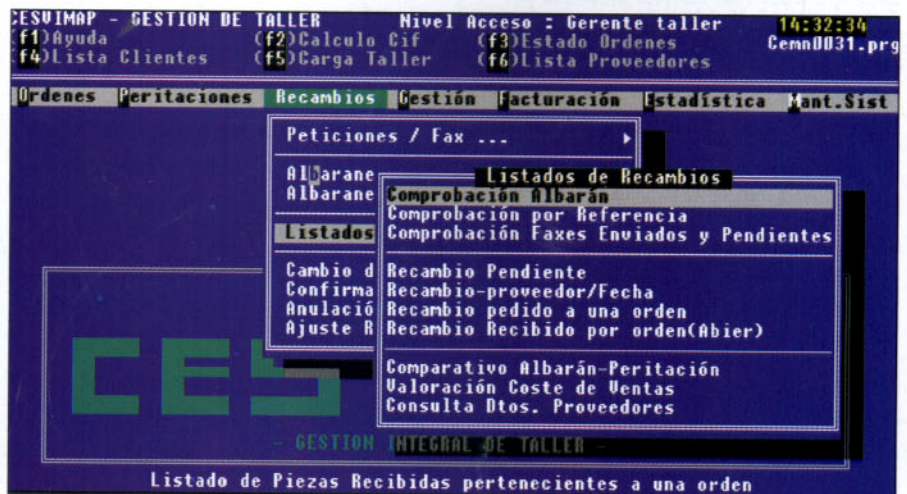 CESVIMAP - GESTION DE TALLER Nivel Acceso : Gerente taller 14:32:34
(f1)Ayuda (f2)Calculo Cif (f3)Estado Ordenes Cemn0031.prg
(f4)Lista Clientes (f5)Carga Taller (f6)Lista Proveedores
Ordenes Peritaciones Recambios Gestión Facturación Estadística Mant.Sist
Peticiones / Fax ...
Albarane
Albarane
Listados
Cambio d
Confirma
Anulació
Ajuste R
Listados de Recambios
Comprobación Albarán
Comprobación por Referencia
Comprobación Faxes Enviados y Pendientes
Recambio Pendiente
Recambio-proveedor/Fecha
Recambio pedido a una orden
Recambio Recibido por orden(Abier)
Comparativo Albarán-Peritación
Valoración Coste de Ventas
Consulta Dtos. Proveedores
CES
- GESTION INTEGRAL DE TALLER -
Listado de Piezas Recibidas pertenecientes a una orden